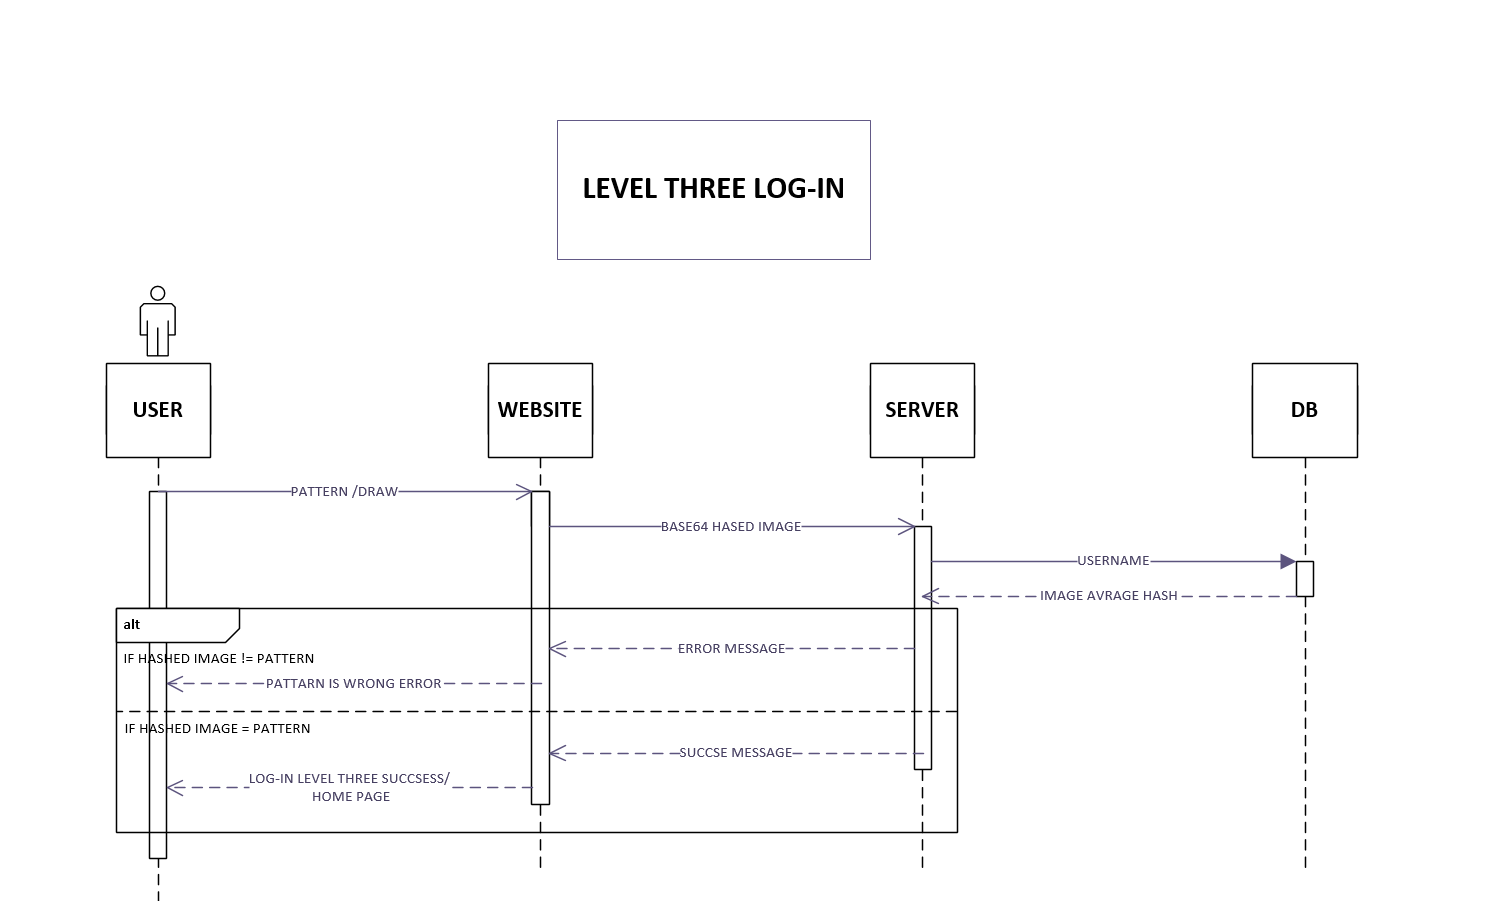 LEVEL THREE LOG-IN
USER
WEBSITE
SERVER
DB
PATTERN /DRAW
BASE64 HASED IMAGE
USERNAME
IMAGE AVRAGE HASH
alt
ERROR MESSAGE
IF HASHED IMAGE != PATTERN
PATTARN IS WRONG ERROR
IF HASHED IMAGE = PATTERN
SUCCSE MESSAGE
LOG-IN LEVEL THREE SUCCSESS/
HOME PAGE